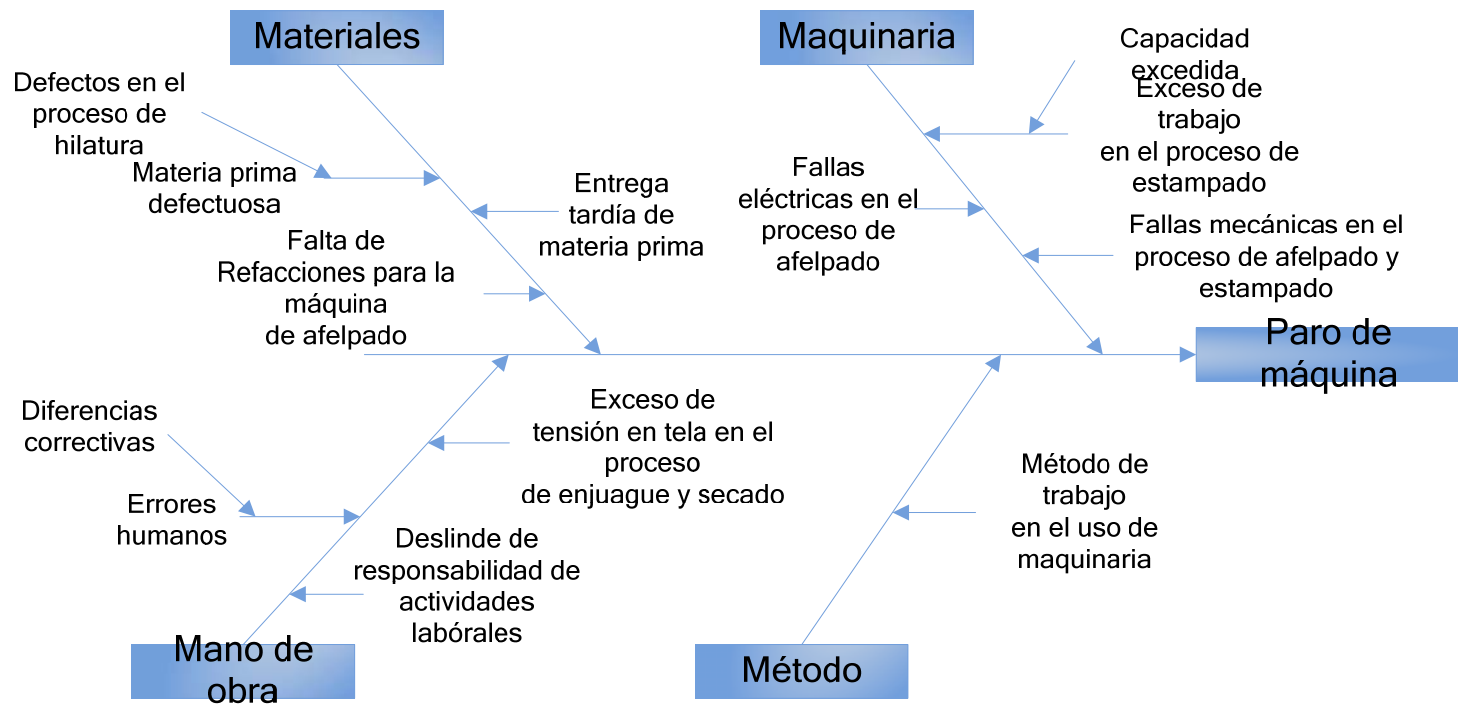 Materiales
Maquinaria
Capacidad
excedida
Exceso de
trabajo
en el proceso de
estampado
Defectos en el
proceso de
hilatura
Materia prima
defectuosa
Entrega
tardía de
materia prima
Fallas
eléctricas en el
proceso de
afelpado
Falta de
Refacciones para la
máquina
de afelpado
Fallas mecánicas en el
proceso de afelpado y
estampado
Paro de
máquina
Diferencias
correctivas
Exceso de
tensión en tela en el
proceso
de enjuague y secado
Errores
humanos
Método de
trabajo
en el uso de
maquinaria
Deslinde de
responsabilidad de
actividades
labórales
Mano de
obra
Método